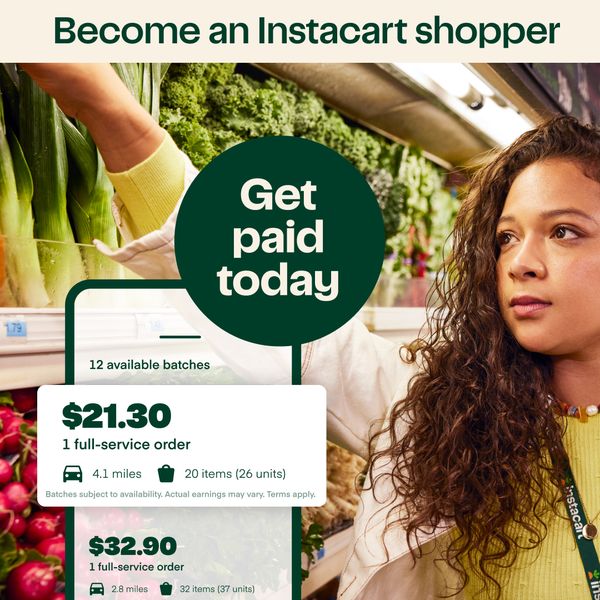 Become an Instacart shopper
Get
paid
today
1.79
12 available batches
$21.30
1 full-service order
4.1 miles
20 items (26 units)
Batches subject to availability. Actual earnings may vary. Terms apply.
$32.90
1 full-service order
2.8 miles
32 items (37 units)
instacart